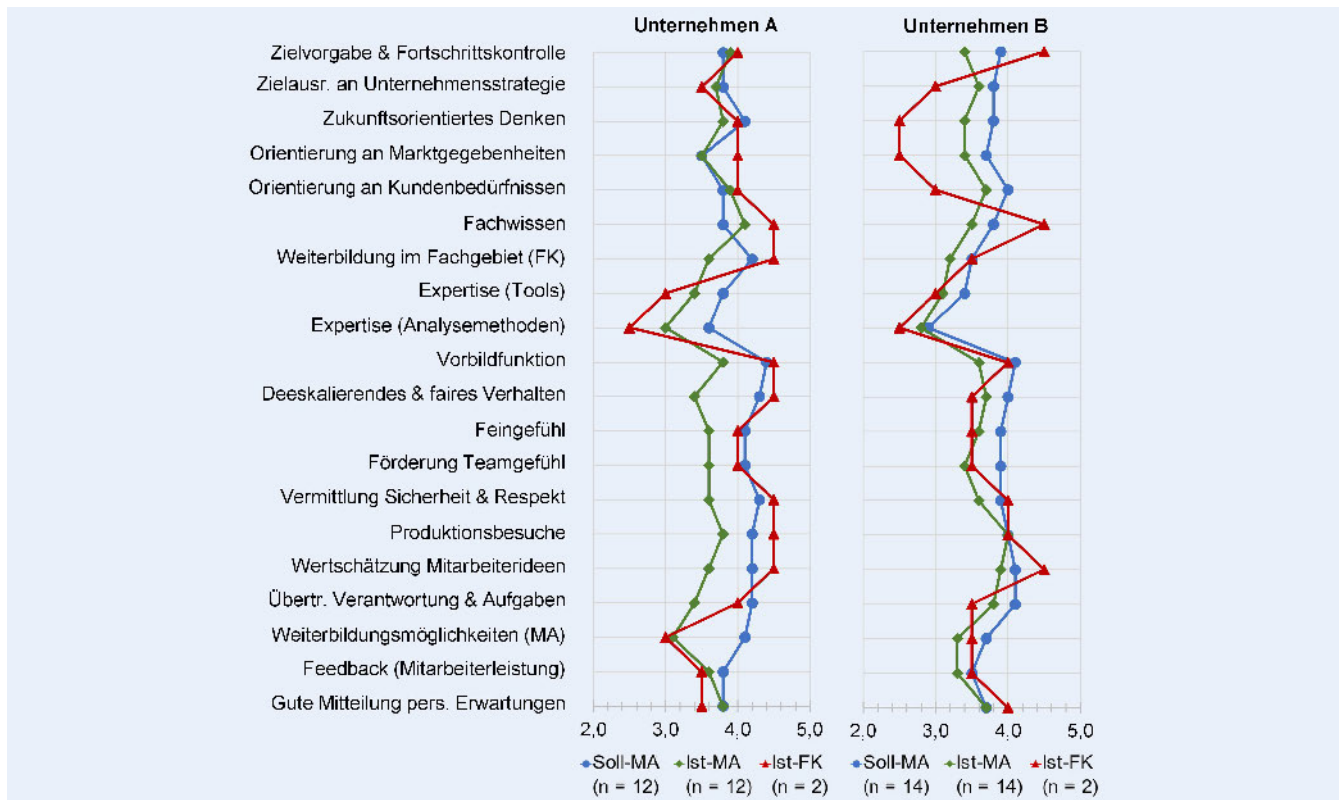 Unternehmen A
Unternehmen B
Zielvorgabe & Fortschrittskontrolle
Zielausr. an Unternehmensstrategie
Zukunftsorientiertes Denken
Orientierung an Marktgegebenheiten
Orientierung an Kundenbedürfnissen
Fachwissen
Weiterbildung im Fachgebiet (FK)
Expertise (Tools)
Expertise (Analysemethoden)
Vorbildfunktion
Deeskalierendes & faires Verhalten
Feingefühl
Förderung Teamgefühl
Vermittlung Sicherheit & Respekt
Produktionsbesuche
Wertschätzung Mitarbeiterideen
Übertr. Verantwortung & Aufgaben
Weiterbildungsmöglichkeiten (MA)
Feedback (Mitarbeiterleistung)
Gute Mitteilung pers. Erwartungen
2,0 3,0 4,0 5,0
2,0 3,0 4,0 5,0
Soll-MA Ist-MA Ist-FK
(n = 12) (n = 12) (n = 2)
Soll-MA Ist-MA Ist-FK
(n = 14) (n = 14) (n = 2)